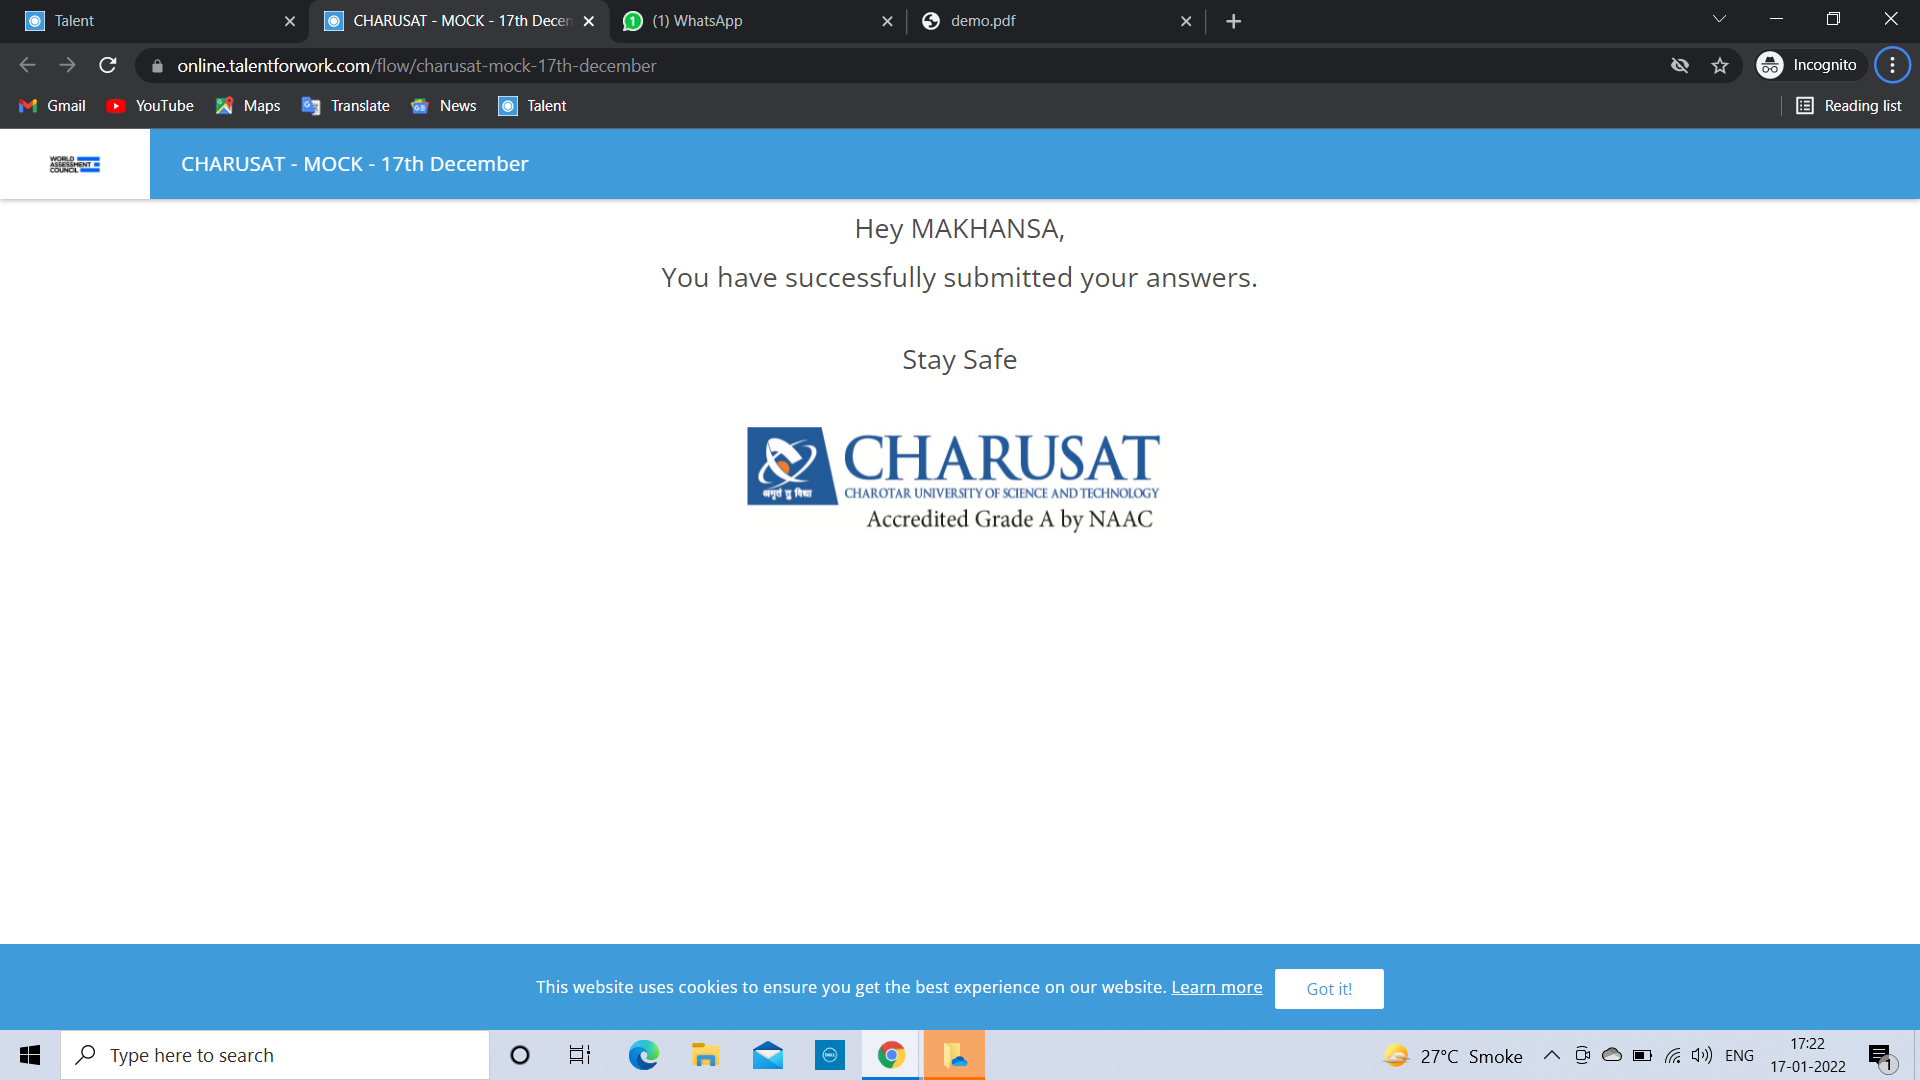 Talent
CHARUSAT - MOCK - 17th Decen
(1) WhatsApp
demo.pdf
online.talentforwork.com/flow/charusat-mock-17th-december
Incognito
Gmail
YouTube
Maps
Translate
News
Talent
Reading list
WORLD
ASSESSMENT
COUNCIL
CHARUSAT - MOCK - 17th December
Hey MAKHANSA,
You have successfully submitted your answers.
Stay Safe
अमृतं तु विद्या
CHARUSAT
CHAROTAR UNIVERSITY OF SCIENCE AND TECHNOLOGY
Accredited Grade A by NAAC
This website uses cookies to ensure you get the best experience on our website. Learn more
Got it!
Type here to search
DELL
27°C Smoke
ENG
17:22
17-01-2022
1